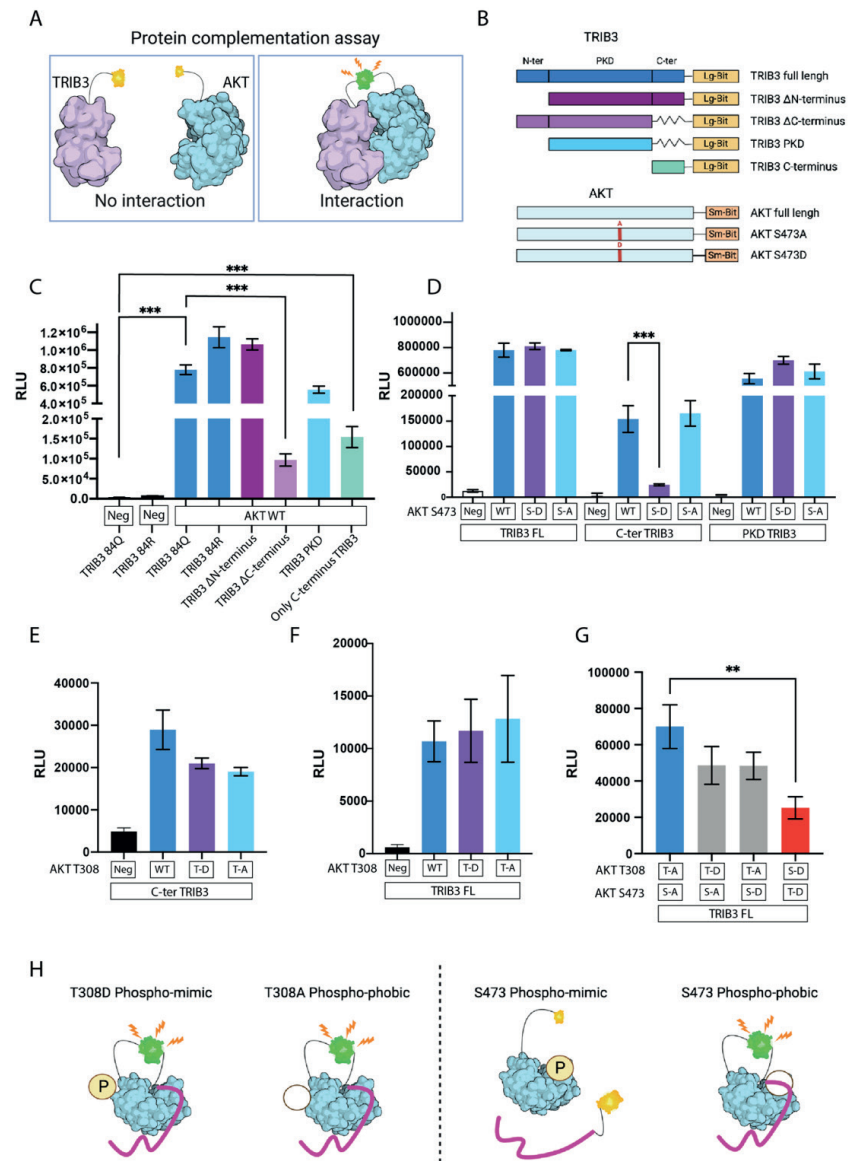 A
Protein complementation assay
TRIB3
AKT
No interaction
Interaction
B
TRIB3
N-ter PKD C-ter
Lg-Bit TRIB3 full lengh
Lg-Bit TRIB3 ΔN-terminus
Lg-Bit TRIB3 ΔC-terminus
Lg-Bit TRIB3 PKD
Lg-Bit TRIB3 C-terminus
AKT
Sm-Bit AKT full lengh
A
Sm-Bit AKT S473A
D
Sm-Bit AKT S473D
C
*** *** ***
RLU
1.2×10⁶
1.0×10⁶
8.0×10⁵
6.0×10⁵
4.0×10⁵
2.0×10⁵
1.5×10⁵
1.0×10⁵
5.0×10⁴
0.0
Neg Neg AKT WT
TRIB3 84Q
TRIB3 84R
TRIB3 84Q
TRIB3 84R
TRIB3 ΔN-terminus
TRIB3 ΔC-terminus
TRIB3 PKD
Only C-terminus TRIB3
D
***
RLU
1000000
800000
600000
400000
200000
150000
100000
50000
0
AKT S473 Neg WT S-D S-A Neg WT S-D S-A Neg WT S-D S-A
TRIB3 FL C-ter TRIB3 PKD TRIB3
E
RLU
40000
30000
20000
10000
0
AKT T308 Neg WT T-D T-A
C-ter TRIB3
F
RLU
20000
15000
10000
5000
0
AKT T308 Neg WT T-D T-A
TRIB3 FL
G
**
RLU
100000
80000
60000
40000
20000
0
AKT T308 T-A T-D T-A S-D
AKT S473 S-A S-A S-D T-D
TRIB3 FL
H
T308D Phospho-mimic
T308A Phospho-phobic
S473 Phospho-mimic
S473 Phospho-phobic
P
P